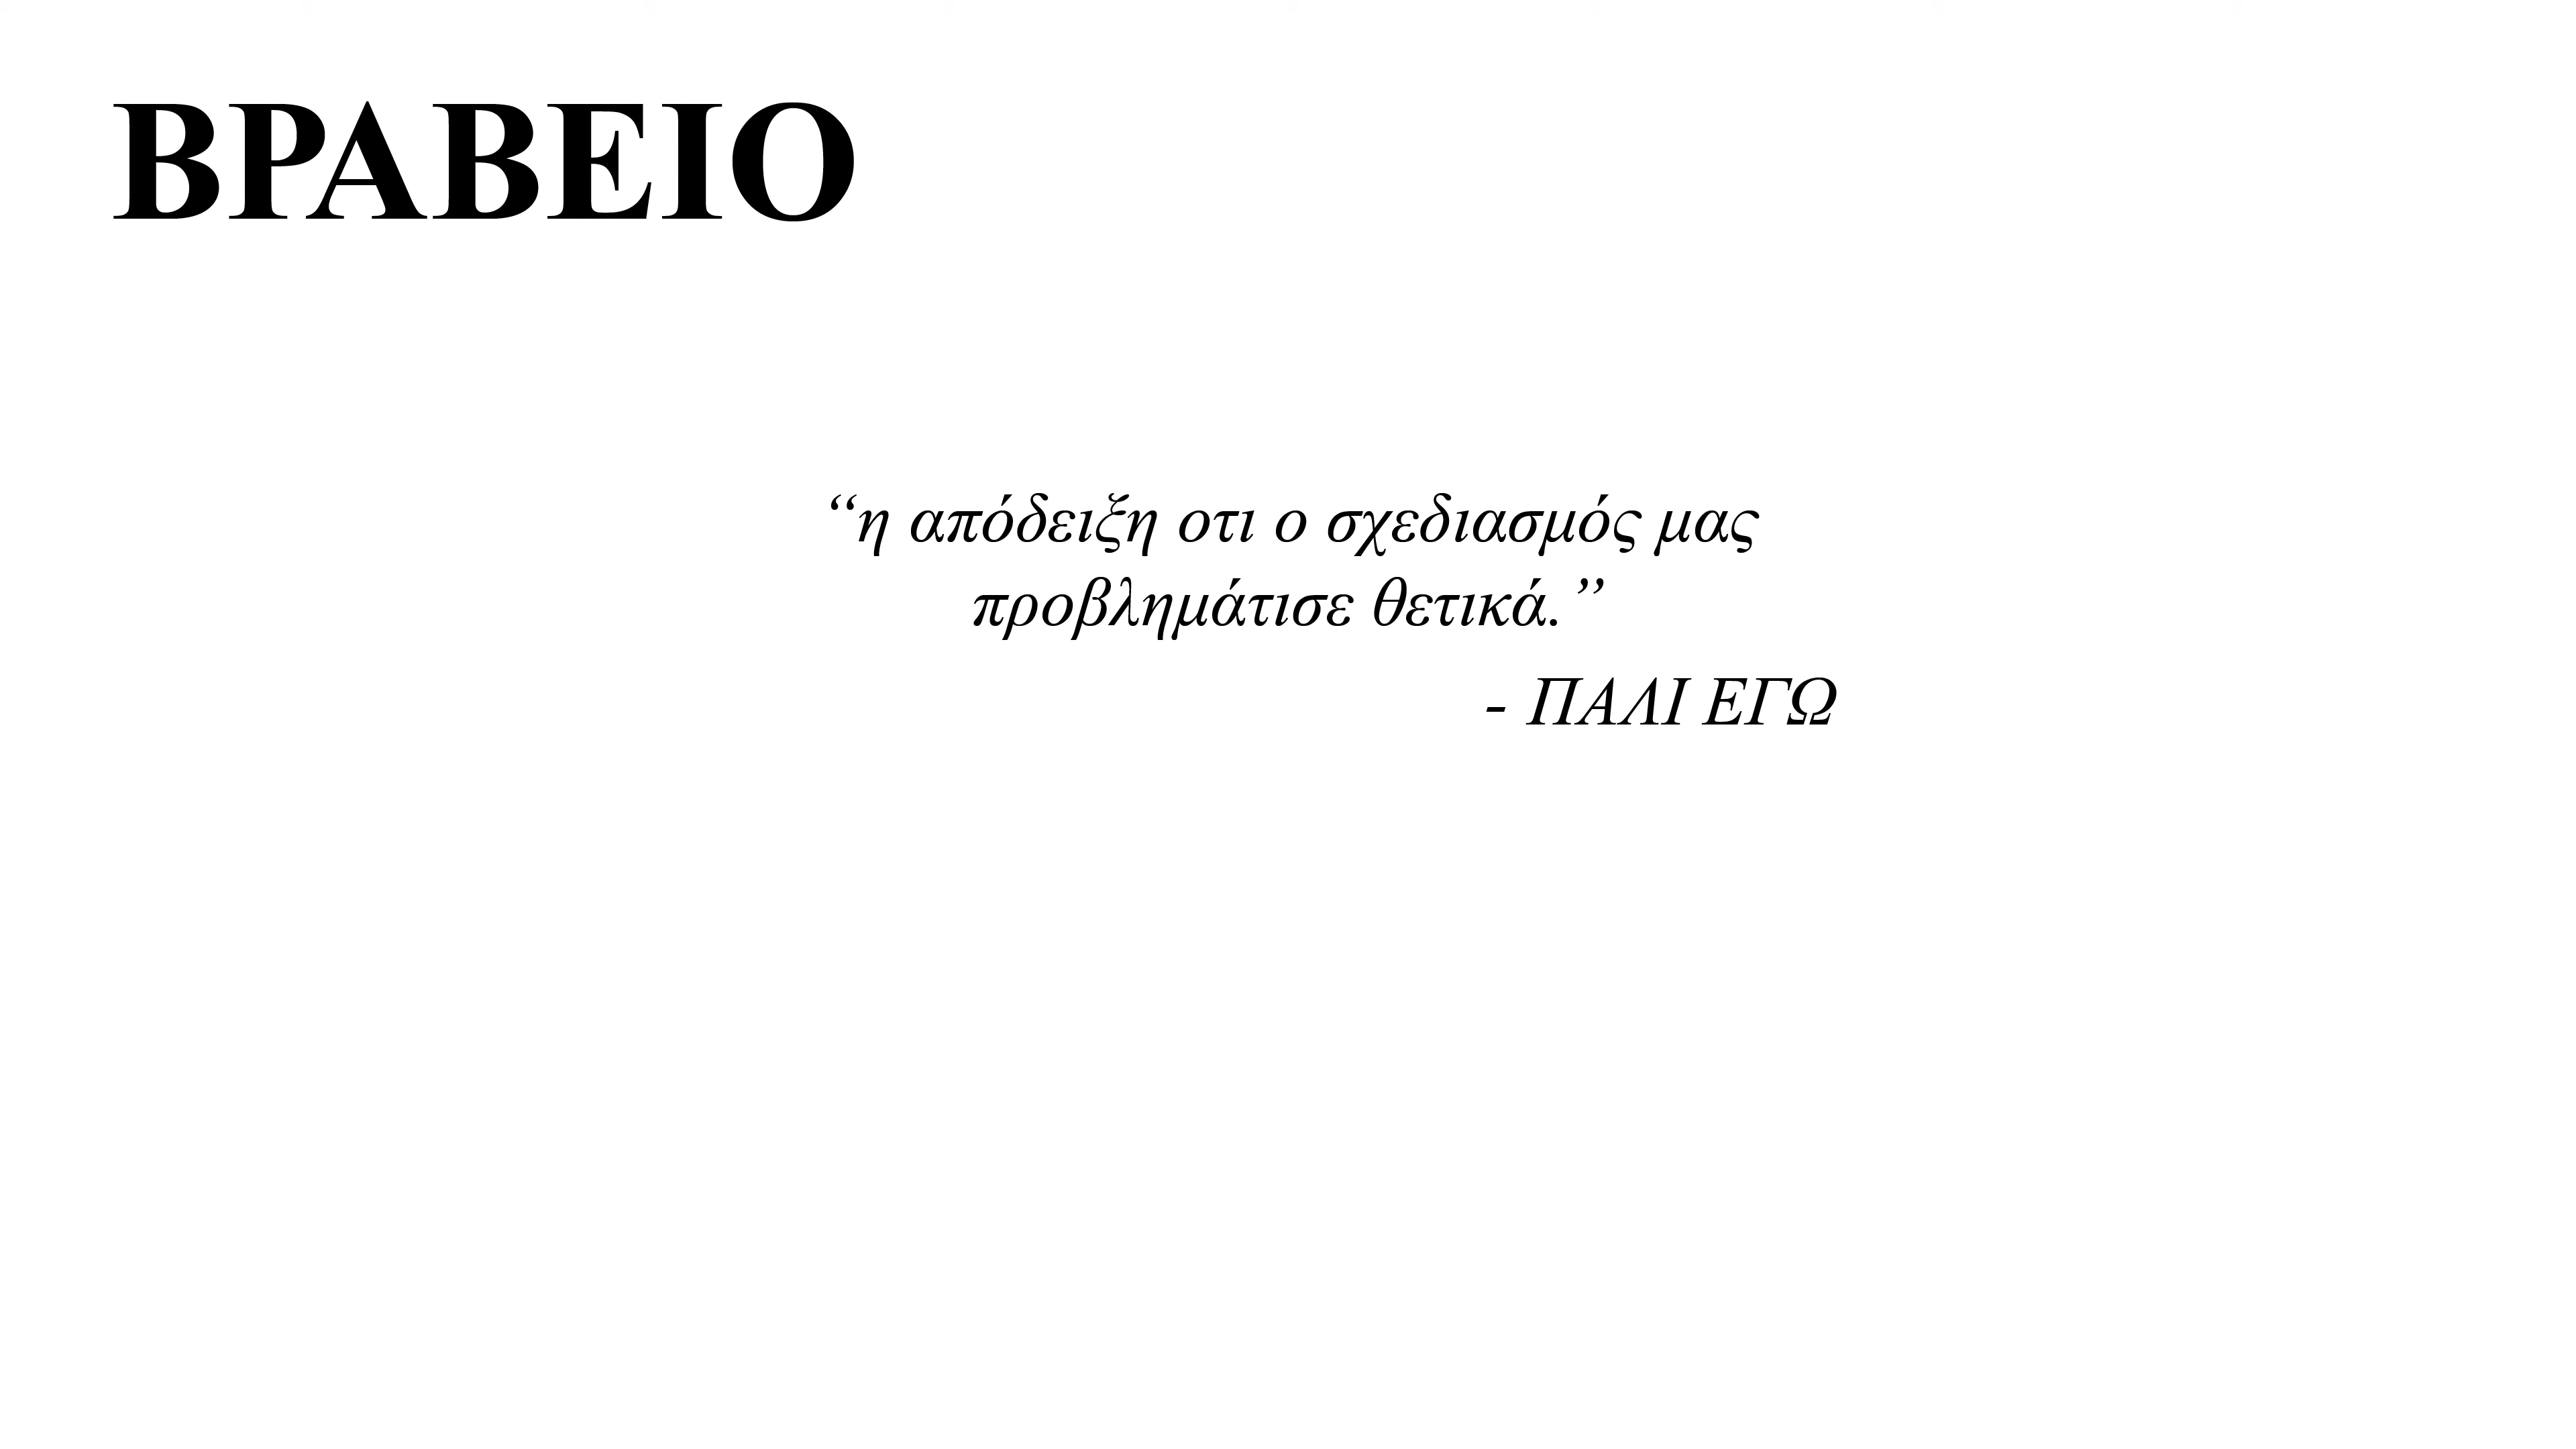 ΒΡΑΒΕΙΟ
“η απόδειξη οτι ο σχεδιασμός μας
προβλημάτισε θετικά.”
- ΠΑΛΙ ΕΓΩ